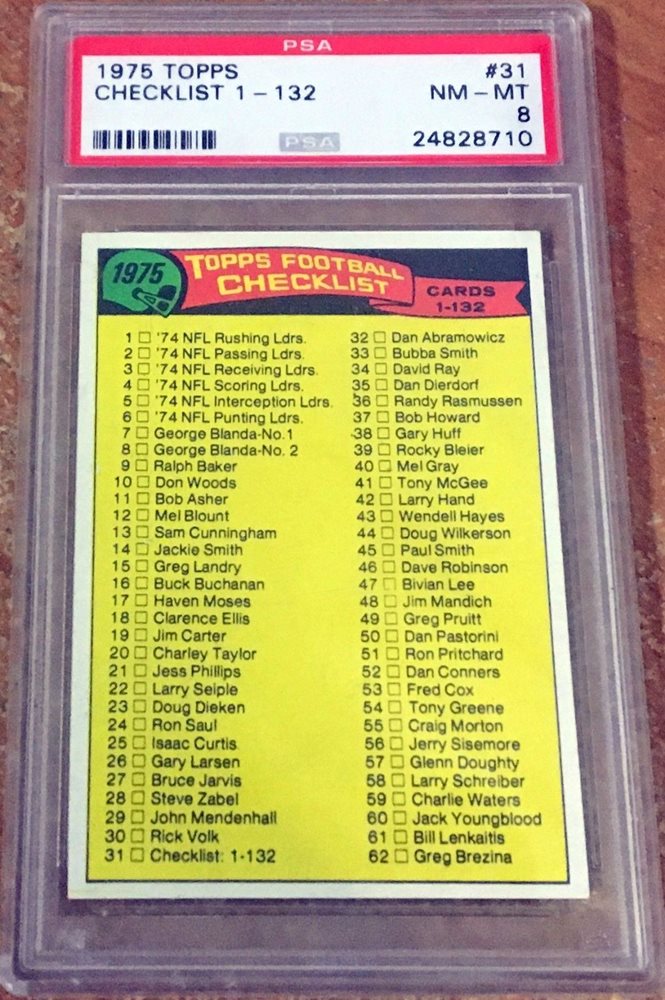 PSA
1975 TOPPS #31
CHECKLIST 1 - 132 NM - MT
8
PSA 24828710
1975
TOPPS FOOTBALL
CHECKLIST
CARDS
1-132
1 '74 NFL Rushing Ldrs.
2 '74 NFL Passing Ldrs.
3 '74 NFL Receiving Ldrs.
4 '74 NFL Scoring Ldrs.
5 '74 NFL Interception Ldrs.
6 '74 NFL Punting Ldrs.
7 George Blanda-No.1
8 George Blanda-No. 2
9 Ralph Baker
10 Don Woods
11 Bob Asher
12 Mel Blount
13 Sam Cunningham
14 Jackie Smith
15 Greg Landry
16 Buck Buchanan
17 Haven Moses
18 Clarence Ellis
19 Jim Carter
20 Charley Taylor
21 Jess Phillips
22 Larry Seiple
23 Doug Dieken
24 Ron Saul
25 Isaac Curtis
26 Gary Larsen
27 Bruce Jarvis
28 Steve Zabel
29 John Mendenhall
30 Rick Volk
31 Checklist: 1-132
32 Dan Abramowicz
33 Bubba Smith
34 David Ray
35 Dan Dierdorf
36 Randy Rasmussen
37 Bob Howard
38 Gary Huff
39 Rocky Bleier
40 Mel Gray
41 Tony McGee
42 Larry Hand
43 Wendell Hayes
44 Doug Wilkerson
45 Paul Smith
46 Dave Robinson
47 Bivian Lee
48 Jim Mandich
49 Greg Pruitt
50 Dan Pastorini
51 Ron Pritchard
52 Dan Conners
53 Fred Cox
54 Tony Greene
55 Craig Morton
56 Jerry Sisemore
57 Glenn Doughty
58 Larry Schreiber
59 Charlie Waters
60 Jack Youngblood
61 Bill Lenkaitis
62 Greg Brezina